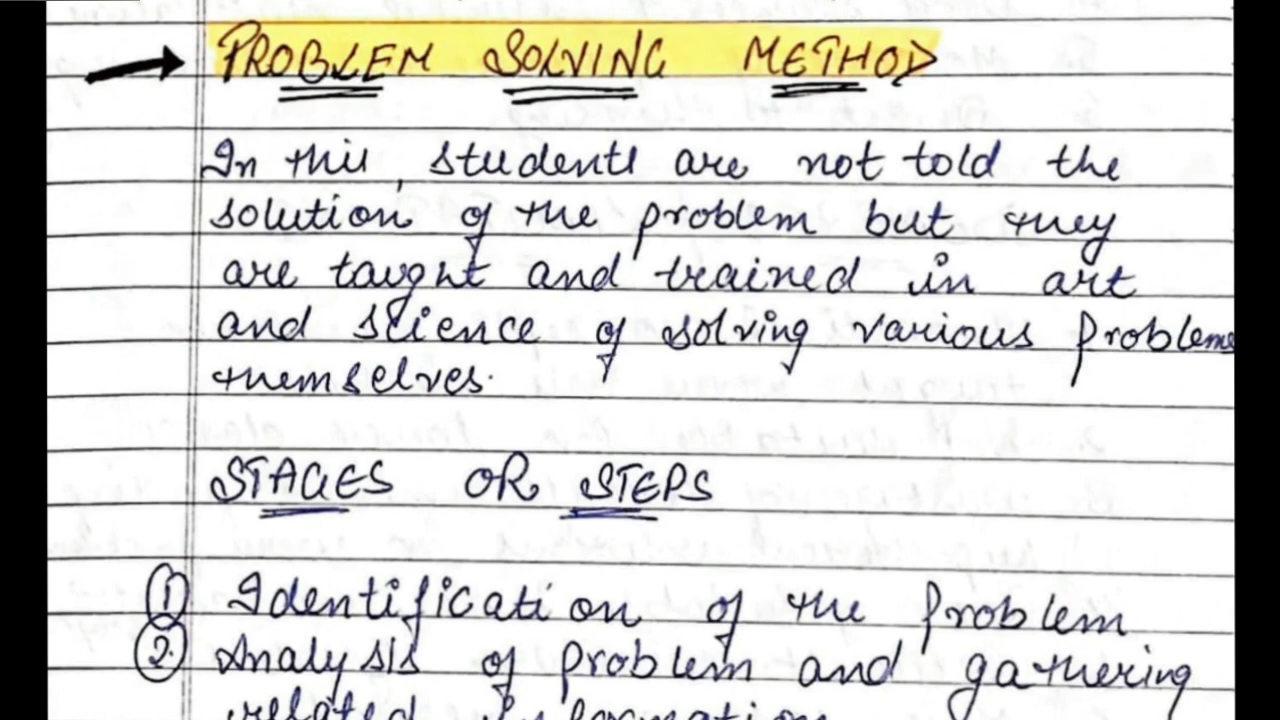 PROBLEM SOLVING METHOD
In this, students are not told the
solution of the problem but they
are taught and trained in art
and science of solving various problems
themselves.
STAGES OR STEPS
1 Identification of the problem
2. Analysis of problem and gathering
related information